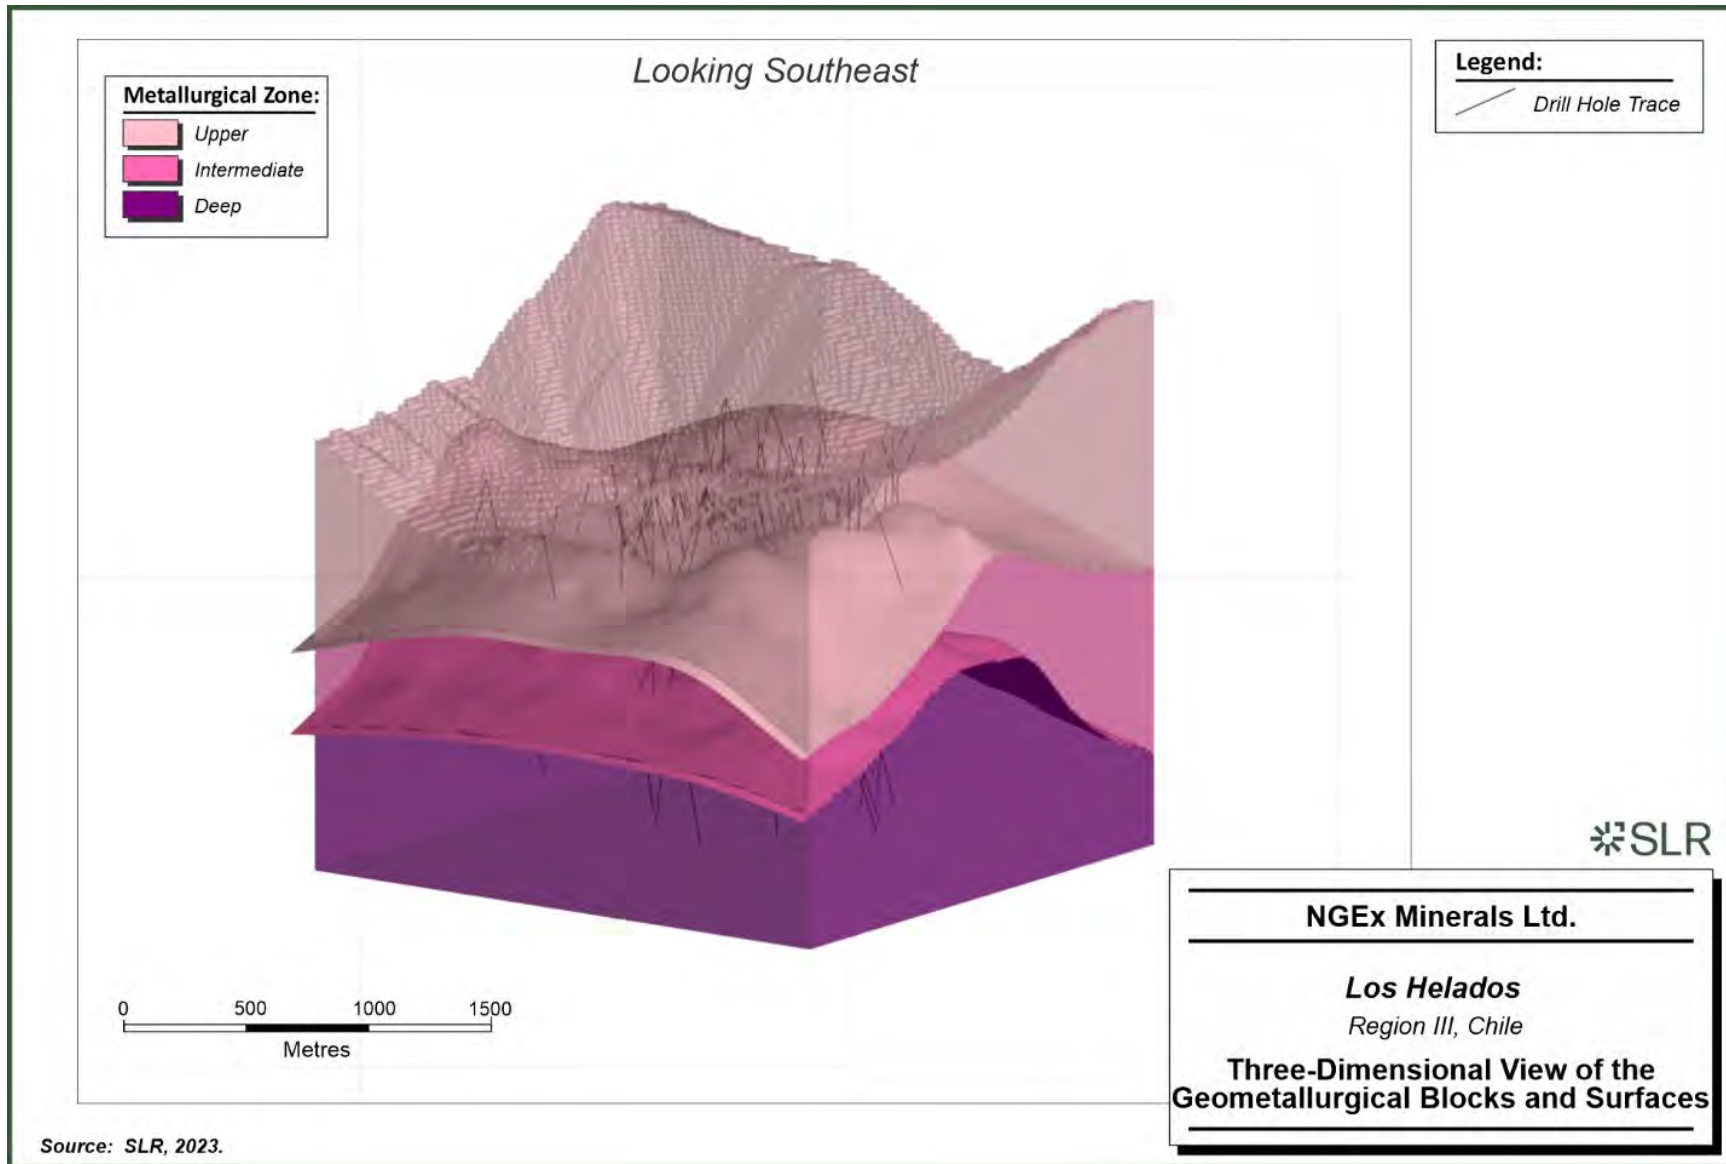 Looking Southeast
Metallurgical Zone:
Upper
Intermediate
Deep
Legend:
Drill Hole Trace
0 500 1000 1500
Metres
SLR
NGEx Minerals Ltd.
Los Helados
Region III, Chile
Three-Dimensional View of the
Geometallurgical Blocks and Surfaces
Source: SLR, 2023.